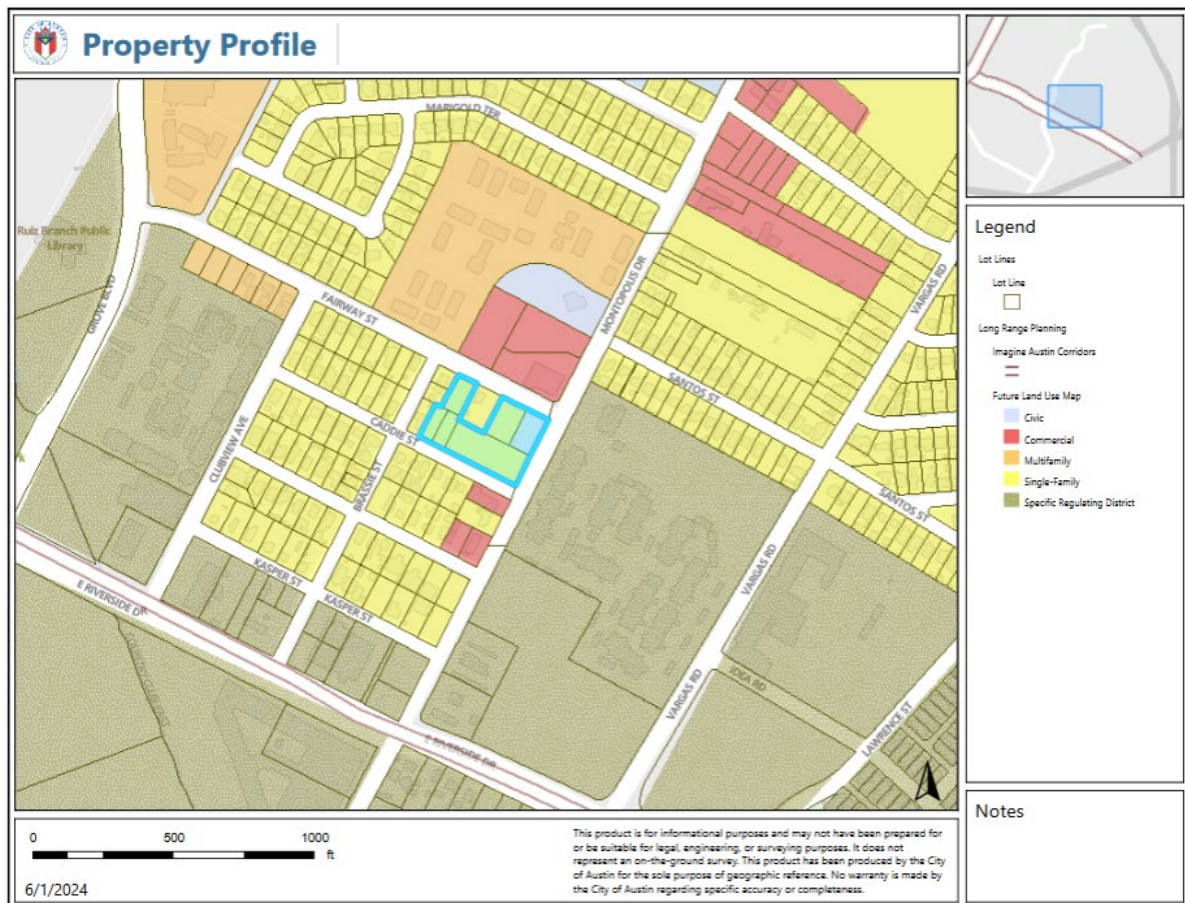 Property Profile
MARIGOLD TER
Ruiz Branch Public
Library
GROVE BLVD
FAIRWAY ST
MONTOPOLIS DR
VARGAS RD
SANTOS ST
CADDIE ST
CLUBVIEW AVE
BRASSIE ST
SANTOS ST
KASPER ST
KASPER ST
VARGAS RD
E RIVERSIDE DR
VARGAS RD
IDEA RD
LAWRENCE ST
E RIVERSIDE DR
Legend
Lot Lines
Lot Line
Long Range Planning
Imagine Austin Corridors
Future Land Use Map
Civic
Commercial
Multifamily
Single-Family
Specific Regulating District
Notes
0 500 1000
ft
6/1/2024
This product is for informational purposes and may not have been prepared for
or be suitable for legal, engineering, or surveying purposes. It does not
represent an on-the-ground survey. This product has been produced by the City
of Austin for the sole purpose of geographic reference. No warranty is made by
the City of Austin regarding specific accuracy or completeness.